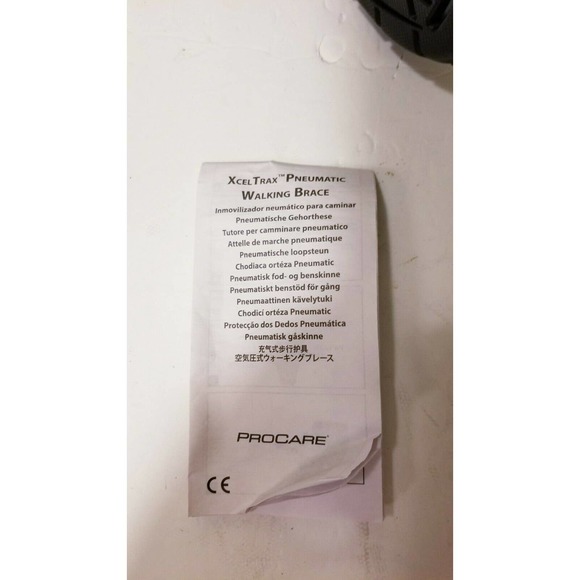 XcelTrax™ Pneumatic
Walking Brace
Inmovilizador neumático para caminar
Pneumatische Gehorthese
Tutore per camminare pneumatico
Attelle de marche pneumatique
Pneumatische loopsteun
Chodiaca ortéza Pneumatic
Pneumatisk fod- og benskinne
Pneumatiskt benstöd för gång
Pneumaattinen kävelytuki
Chodicí ortéza Pneumatic
Protecção dos Dedos Pneumática
Pneumatisk gåskinne
充气式步行护具
空気圧式ウォーキングブレース
PROCARE®
CE